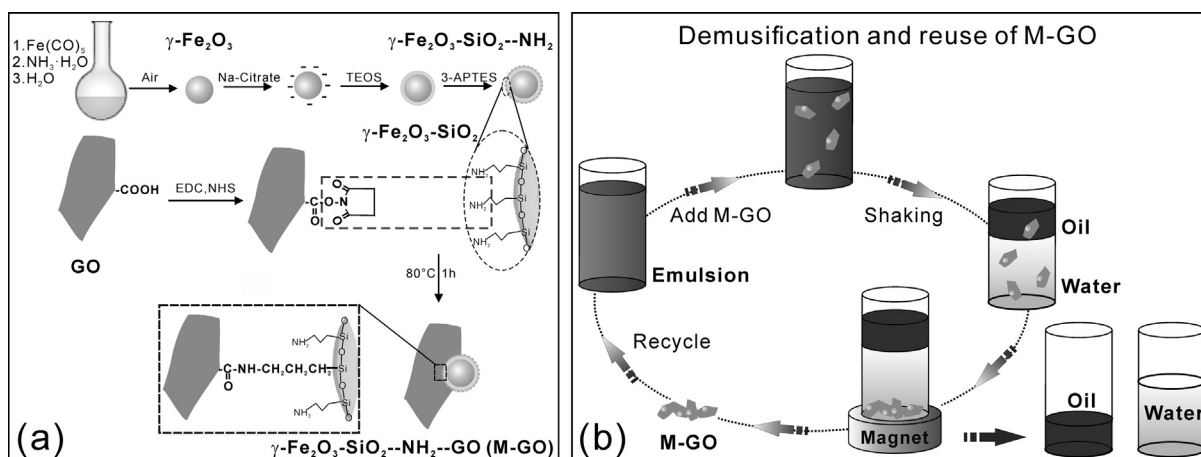 1.Fe(CO)₅
2.NH₃·H₂O
3.H₂O
Air
γ-Fe₂O₃
Na-Citrate
TEOS
γ-Fe₂O₃-SiO₂
3-APTES
γ-Fe₂O₃-SiO₂--NH₂
GO
COOH
EDC,NHS
C-O-N
O
O
O
NH₂
NH₂
NH₂
Si
Si
Si
O
O
O
O
80°C 1h
C-NH-CH₂CH₂CH₂-Si
O
NH₂
NH₂
Si
Si
O
O
O
O
γ-Fe₂O₃-SiO₂--NH₂--GO (M-GO)
(a)
Demusification and reuse of M-GO
Emulsion
Add M-GO
Shaking
Oil
Water
Magnet
M-GO
Recycle
Oil
Water
(b)